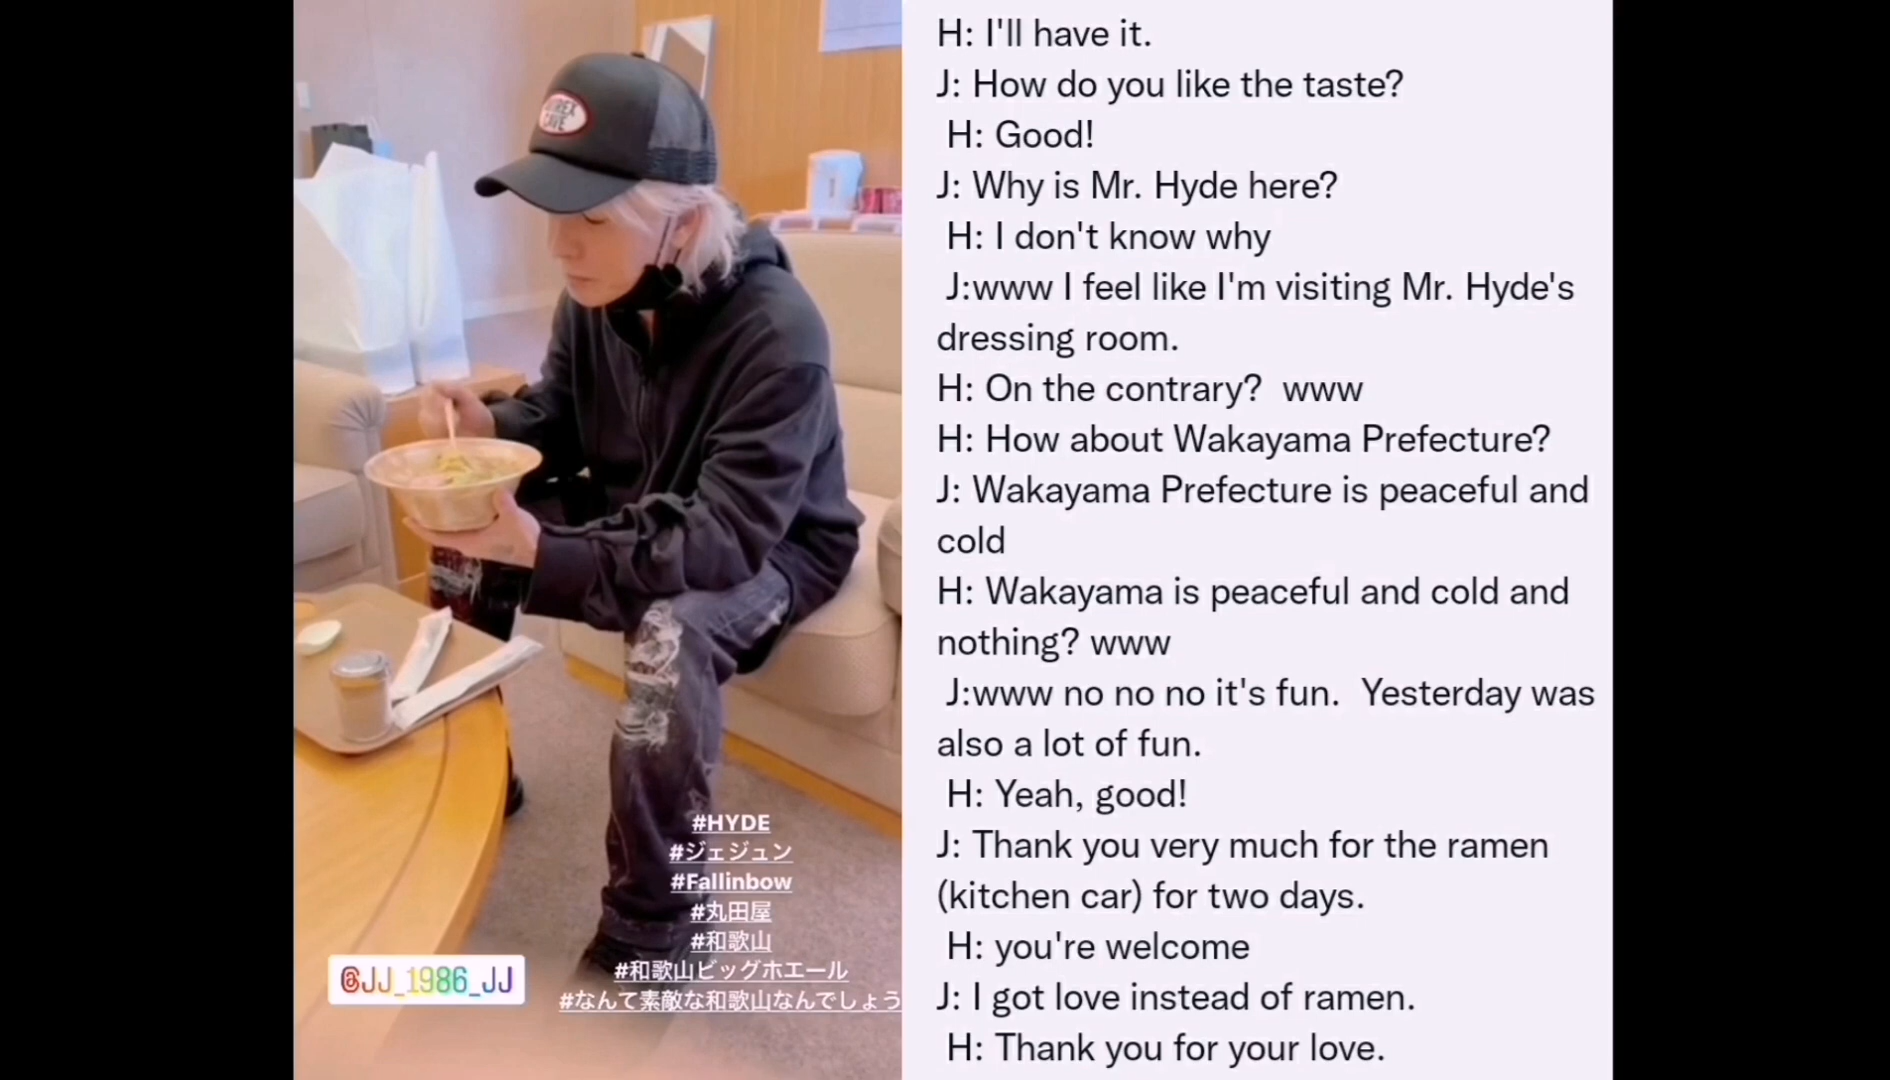 #HYDE
#ジェジュン
#Fallinbow
#丸田屋
#和歌山
#和歌山ビッグホエール
#なんて素敵な和歌山なんでしょう
@JJ_1986_JJ
H: I'll have it.
J: How do you like the taste?
H: Good!
J: Why is Mr. Hyde here?
H: I don't know why
J:www I feel like I'm visiting Mr. Hyde's
dressing room.
H: On the contrary?  www
H: How about Wakayama Prefecture?
J: Wakayama Prefecture is peaceful and
cold
H: Wakayama is peaceful and cold and
nothing? www
J:www no no no it's fun.  Yesterday was
also a lot of fun.
H: Yeah, good!
J: Thank you very much for the ramen
(kitchen car) for two days.
H: you're welcome
J: I got love instead of ramen.
H: Thank you for your love.